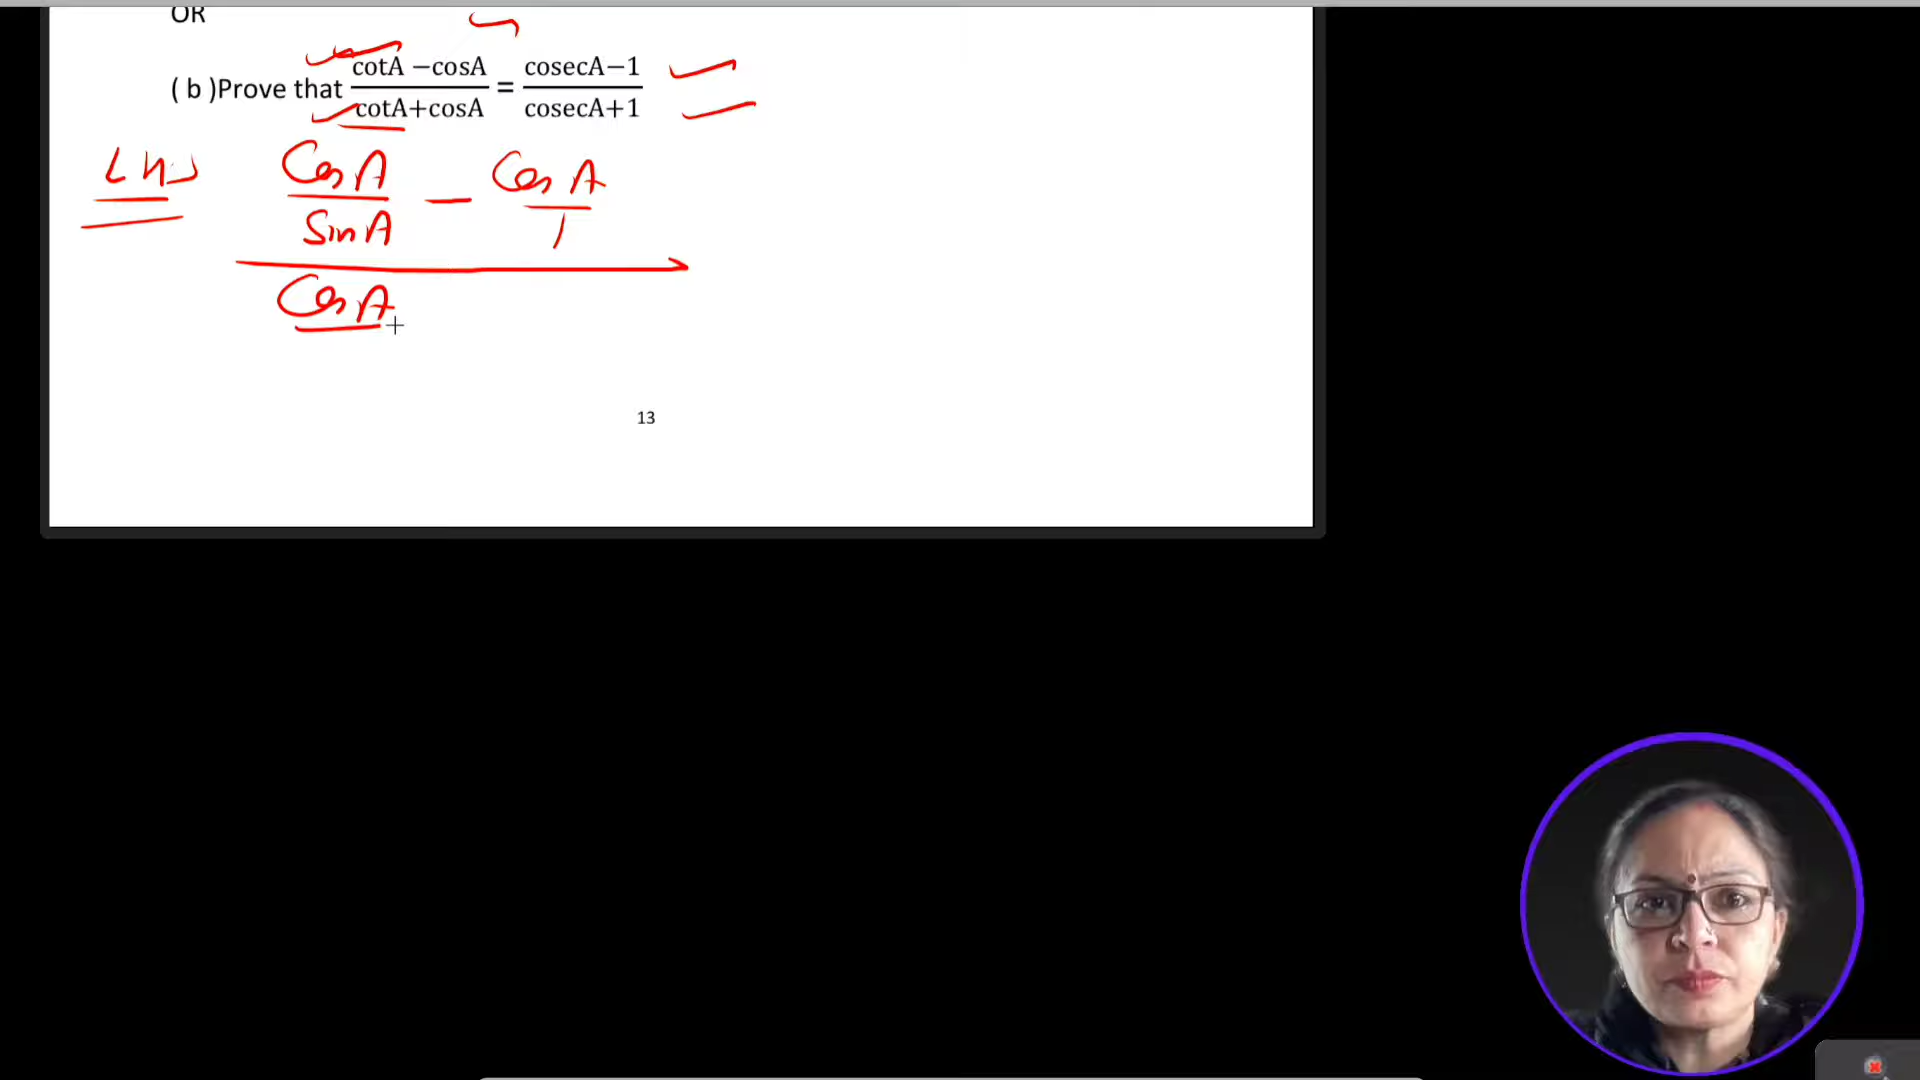 OR
( b )Prove that cotA −cosA / cotA+cosA = cosecA−1 / cosecA+1
LHS CosA / SinA − CosA / 1
CosA
13